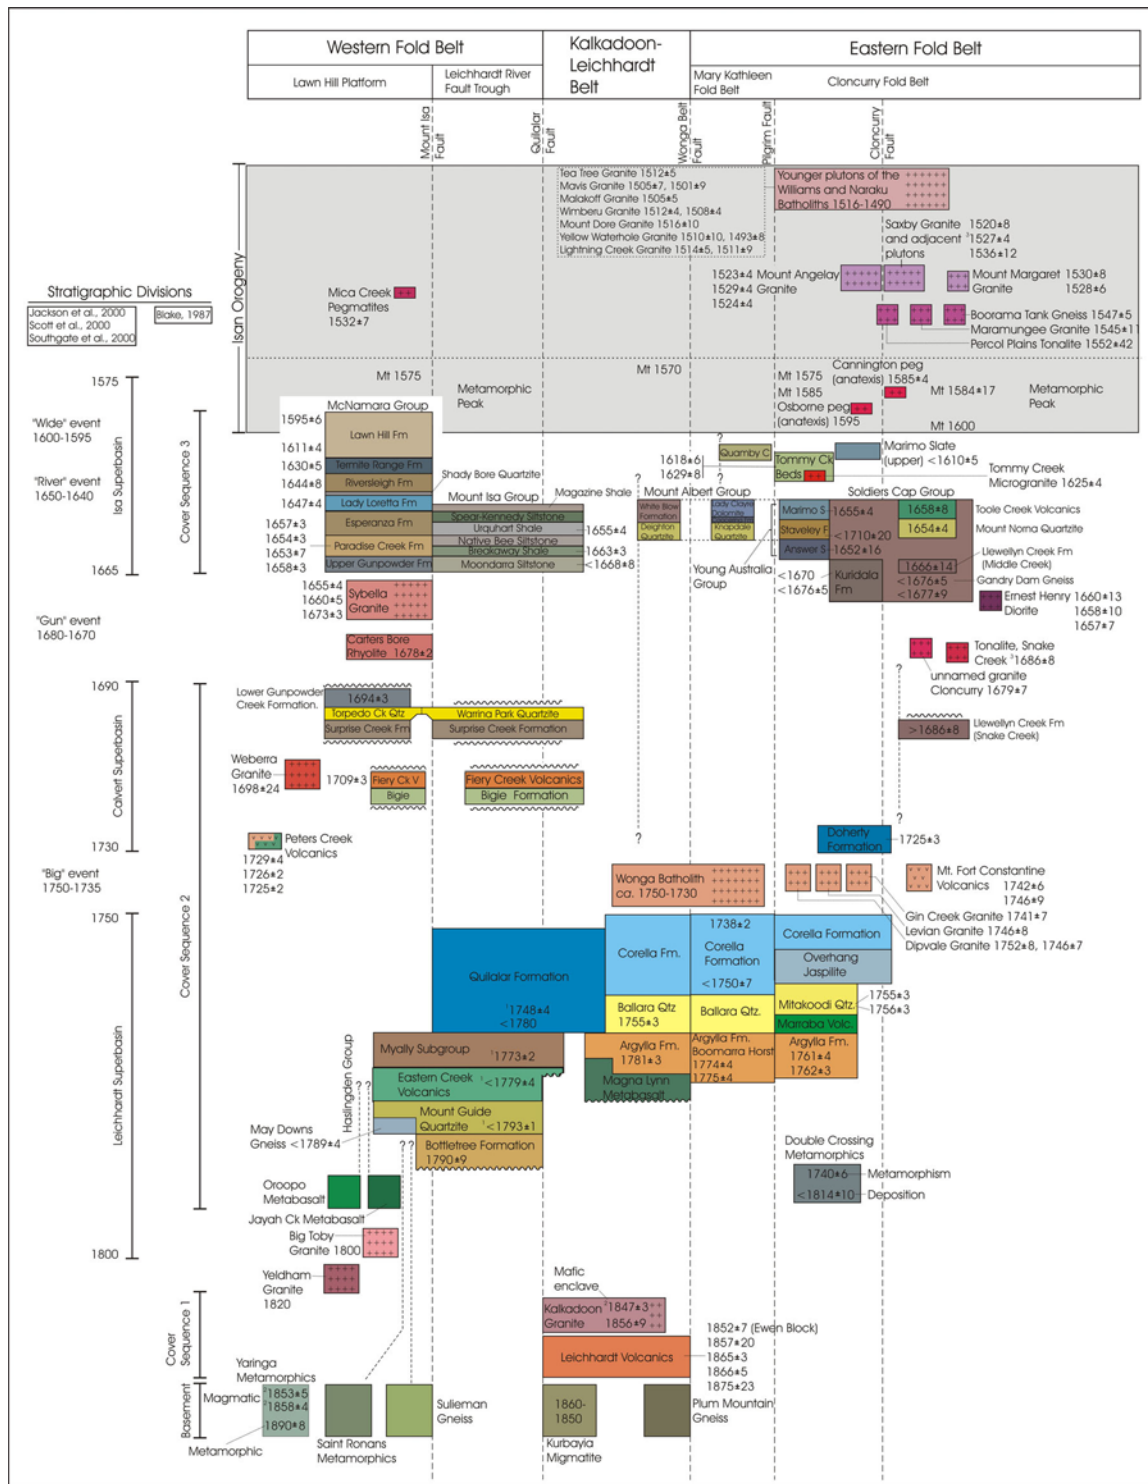 Western Fold Belt
Kalkadoon-
Leichhardt
Belt
Eastern Fold Belt
Lawn Hill Platform
Leichhardt River
Fault Trough
Mary Kathleen
Fold Belt
Cloncurry Fold Belt
Mount Isa
Fault
Quilalar
Fault
Wonga Belt
Fault
Pilgrim Fault
Cloncurry
Fault
Isan Orogeny
Tea Tree Granite 1512±5
Mavis Granite 1505±7, 1501±9
Malakoff Granite 1505±5
Wimberu Granite 1512±4, 1508±4
Mount Dore Granite 1516±10
Yellow Waterhole Granite 1510±10, 1493±8
Lightning Creek Granite 1514±5, 1511±9
Younger plutons of the
Williams and Naraku
Batholiths 1516-1490
Saxby Granite 1520±8
and adjacent ³1527±4
plutons 1536±12
1523±4 Mount Angelay
1529±4 Granite
1524±4
Mount Margaret 1530±8
Granite 1528±6
Boorama Tank Gneiss 1547±5
Maramungee Granite 1545±11
Percol Plains Tonalite 1552±42
Mica Creek
Pegmatites
1532±7
Stratigraphic Divisions
Jackson et al., 2000
Scott et al., 2000
Southgate et al., 2000
Blake, 1987
Cannington peg
(anatexis) 1585±4
Mt 1575
Mt 1570
Mt 1575
Mt 1585
Mt 1584±17
Metamorphic
Peak
Metamorphic
Peak
Osborne peg
(anatexis) 1595
Mt 1600
1575
"Wide" event
1600-1595
"River" event
1650-1640
Isa Superbasin
Cover Sequence 3
1665
McNamara Group
1595±6
Lawn Hill Fm
1611±4
1630±5
Termite Range Fm
1644±8
Riversleigh Fm
Shady Bore Quartzite
1647±4
Lady Loretta Fm
1657±3
Esperanza Fm
1654±3
1653±7
Paradise Creek Fm
1658±3
Upper Gunpowder Fm
Mount Isa Group
Magazine Shale
Spear-Kennedy Siltstone
Urquhart Shale
1655±4
Native Bee Siltstone
Breakaway Shale
1663±3
Moondarra Siltstone
<1668±8
?
Quamby C
1618±6
1629±8
Tommy Ck
Beds
Marimo Slate
(upper) <1610±5
Tommy Creek
Microgranite 1625±4
?
?
Mount Albert Group
White Blow
Formation
Deighton
Quartzite
Lady Clayre
Dolomite
Knapdale
Quartzite
Soldiers Cap Group
Marimo S
1655±4
Staveley F.
<1710±20
Answer S
1652±16
Young Australia
Group
<1670
<1676±5
Kuridala
Fm
1658±8
Toole Creek Volcanics
1654±4
Mount Norna Quartzite
1666±14
Llewellyn Creek Fm
(Middle Creek)
<1676±5
<1677±9
Gandry Dam Gneiss
Ernest Henry 1660±13
Diorite 1658±10
1657±7
"Gun" event
1680-1670
1655±4
1660±5
1673±3
Sybella
Granite
Carters Bore
Rhyolite 1678±2
Tonalite, Snake
Creek ³1686±8
unnamed granite
Cloncurry 1679±7
?
1690
Calvert Superbasin
1730
Lower Gunpowder
Creek Formation.
1694±3
Torpedo Ck Qtz
Surprise Creek Fm
Warrina Park Quartzite
Surprise Creek Formation
>1686±8
Llewellyn Creek Fm
(Snake Creek)
Weberra
Granite
1698±24
1709±3
Fiery Ck V
Bigie
Fiery Creek Volcanics
Bigie Formation
?
?
Doherty
Formation
1725±3
Peters Creek
Volcanics
1729±4
1726±2
1725±2
"Big" event
1750-1735
Cover Sequence 2
Wonga Batholith
ca. 1750-1730
Mt. Fort Constantine
Volcanics
1742±6
1746±9
Gin Creek Granite 1741±7
Levian Granite 1746±8
Dipvale Granite 1752±8, 1746±7
1750
Leichhardt Superbasin
1800
Quilalar Formation
¹1748±4
<1780
Corella Fm.
1738±2
Corella
Formation
<1750±7
Corella Formation
Overhang
Jaspilite
Ballara Qtz
1755±3
Ballara Qtz.
Mitakoodi Qtz.
1755±3
1756±3
Marraba Volc.
Haslingden Group
Myally Subgroup
¹1773±2
Eastern Creek
Volcanics
<1779±4
Mount Guide
Quartzite
<1793±1
May Downs
Gneiss <1789±4
Bottletree Formation
1790±9
Argylla Fm.
1781±3
Magna Lynn
Metabasalt
Argylla Fm.
Boomarra Horst
1774±4
1775±4
Argylla Fm.
1761±4
1762±3
? ?
? ?
Double Crossing
Metamorphics
1740±6
Metamorphism
<1814±10
Deposition
Oroopo
Metabasalt
Jayah Ck Metabasalt
Big Toby
Granite 1800
Yeldham
Granite
1820
Cover
Sequence 1
Mafic
enclave
Kalkadoon ²1847±3
Granite 1856±9
Leichhardt Volcanics
1852±7 (Ewen Block)
1857±20
1865±3
1866±5
1875±23
Basement
Yaringa
Metamorphics
Magmatic
1853±5
1858±4
1890±8
Metamorphic
Saint Ronans
Metamorphics
Sulieman
Gneiss
1860-
1850
Kurbayia
Migmatite
Plum Mountain
Gneiss